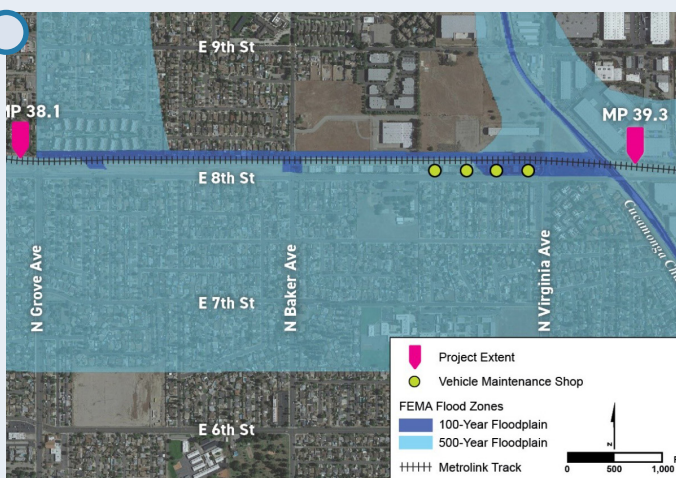 E 9th St
MP 38.1
MP 39.3
E 8th St
N Grove Ave
N Baker Ave
N Virginia Ave
Cucamonga
E 7th St
E 6th St
Project Extent
Vehicle Maintenance Shop
FEMA Flood Zones
100-Year Floodplain
500-Year Floodplain
Metrolink Track
N
0 500 1,000